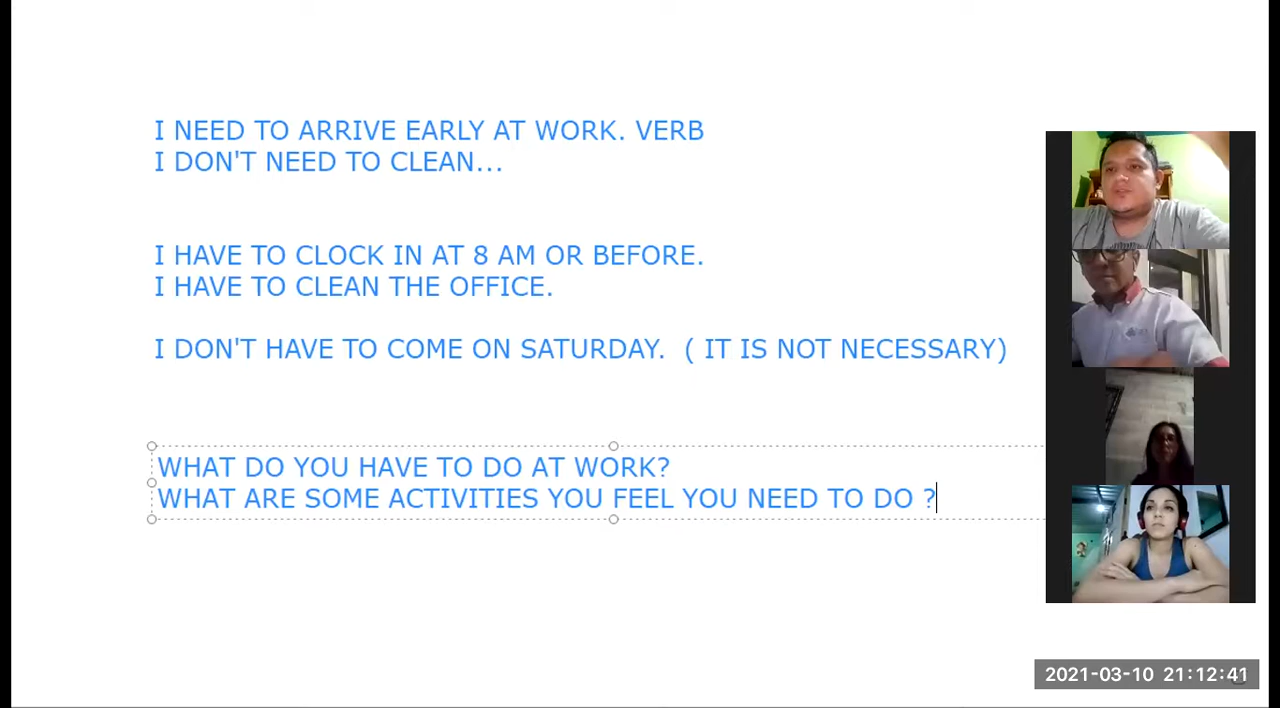 I NEED TO ARRIVE EARLY AT WORK. VERB
I DON'T NEED TO CLEAN...
I HAVE TO CLOCK IN AT 8 AM OR BEFORE.
I HAVE TO CLEAN THE OFFICE.
I DON'T HAVE TO COME ON SATURDAY. ( IT IS NOT NECESSARY)
WHAT DO YOU HAVE TO DO AT WORK?
WHAT ARE SOME ACTIVITIES YOU FEEL YOU NEED TO DO ?
2021-03-10 21:12:41